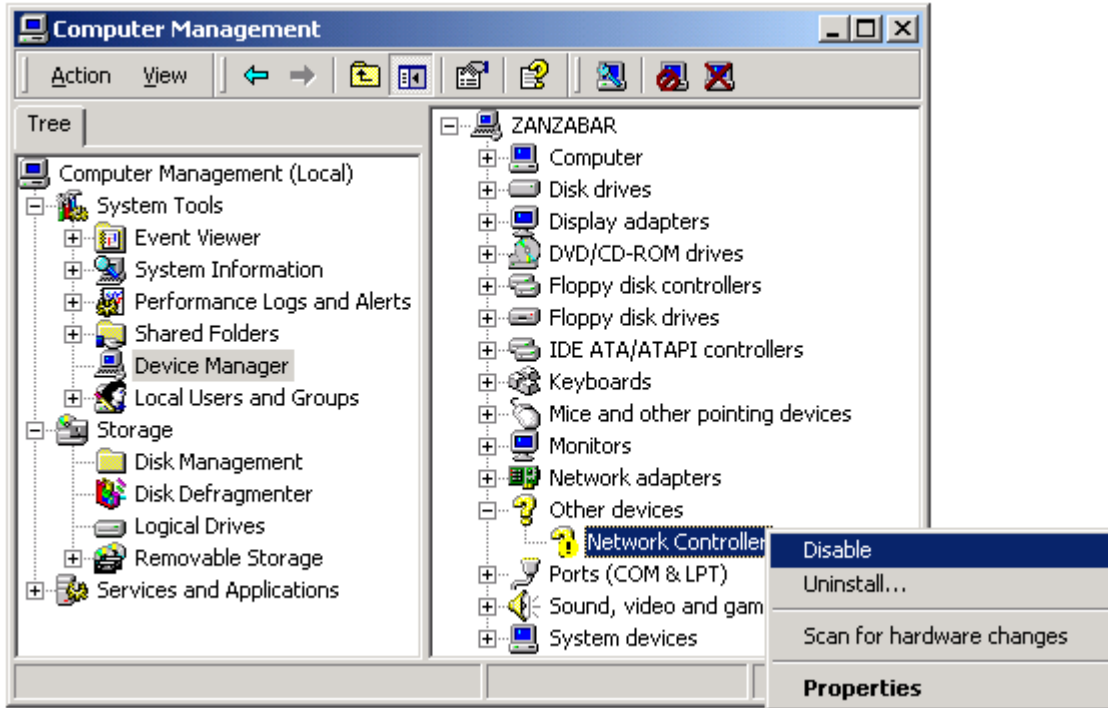 Computer Management
Action View
Tree
Computer Management (Local)
System Tools
Event Viewer
System Information
Performance Logs and Alerts
Shared Folders
Device Manager
Local Users and Groups
Storage
Disk Management
Disk Defragmenter
Logical Drives
Removable Storage
Services and Applications
ZANZABAR
Computer
Disk drives
Display adapters
DVD/CD-ROM drives
Floppy disk controllers
Floppy disk drives
IDE ATA/ATAPI controllers
Keyboards
Mice and other pointing devices
Monitors
Network adapters
Other devices
Network Controller
Ports (COM & LPT)
Sound, video and gam
System devices
Disable
Uninstall...
Scan for hardware changes
Properties